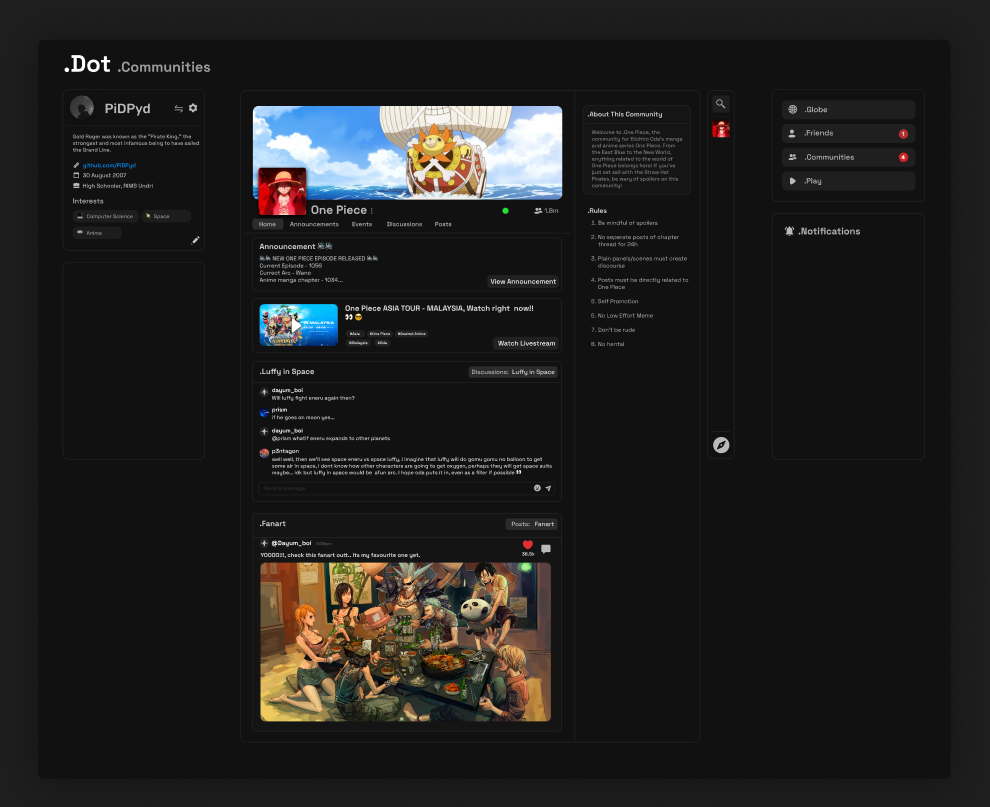 .Dot .Communities
PiDPyd
Gold Roger was known as the "Pirate King," the
strongest and most infamous being to have sailed
the Grand Line.
github.com/PiDPyd
30 August 2007
High Schooler, RIMS Undri
Interests
Computer Science
Space
Anime
One Piece
1.8m
Home
Announcements
Events
Discussions
Posts
Announcement
NEW ONE PIECE EPISODE RELEASED
Current Episode - 1056
Currect Arc - Wano
Anime manga chapter - 1034...
View Announcement
One Piece ASIA TOUR - MALAYSIA, Watch right now!!
#Asia
#One Piece
#Malaysia
#Oda
Watch Livestream
.Luffy in Space
Discussions: Luffy in Space
dayum_boi
Will luffy fight eneru again then?
prism
if he goes on moon yes...
dayum_boi
@prism whatif eneru expands to other planets
p3ntagon
well well, then we'll see space eneru vs space luffy, i imagine that luffy will do gomu gomu no balloon to get
some air in space, i dont know how other characters are going to get oxygen, perhaps they will get space suits
maybe... idk but luffy in space would be afun arc. I hope oda puts it in, even as a filler if possible
Send a message
.Fanart
Posts: Fanart
@Dayum_boi
YOOOO!!!, check this fanart outt.. its my favourite one yet.
36.5k
.About This Community
Welcome to .One Piece, the
community for Eiichiro Oda's manga
and anime series One Piece. From
the East Blue to the New World,
anything related to the world of
One Piece belongs here! If you've
just set sail with the Straw Hat
Pirates, be wary of spoilers on this
community!
.Rules
1. Be mindful of spoilers
2. No seperate posts of chapter
thread for 24h
3. Plain panels/scenes must create
discourse
4. Posts must be directly related to
One Piece
5. Self Promotion
6. No Low Effort Meme
7. Don't be rude
8. No hentai
.Globe
.Friends
1
.Communities
4
.Play
.Notifications